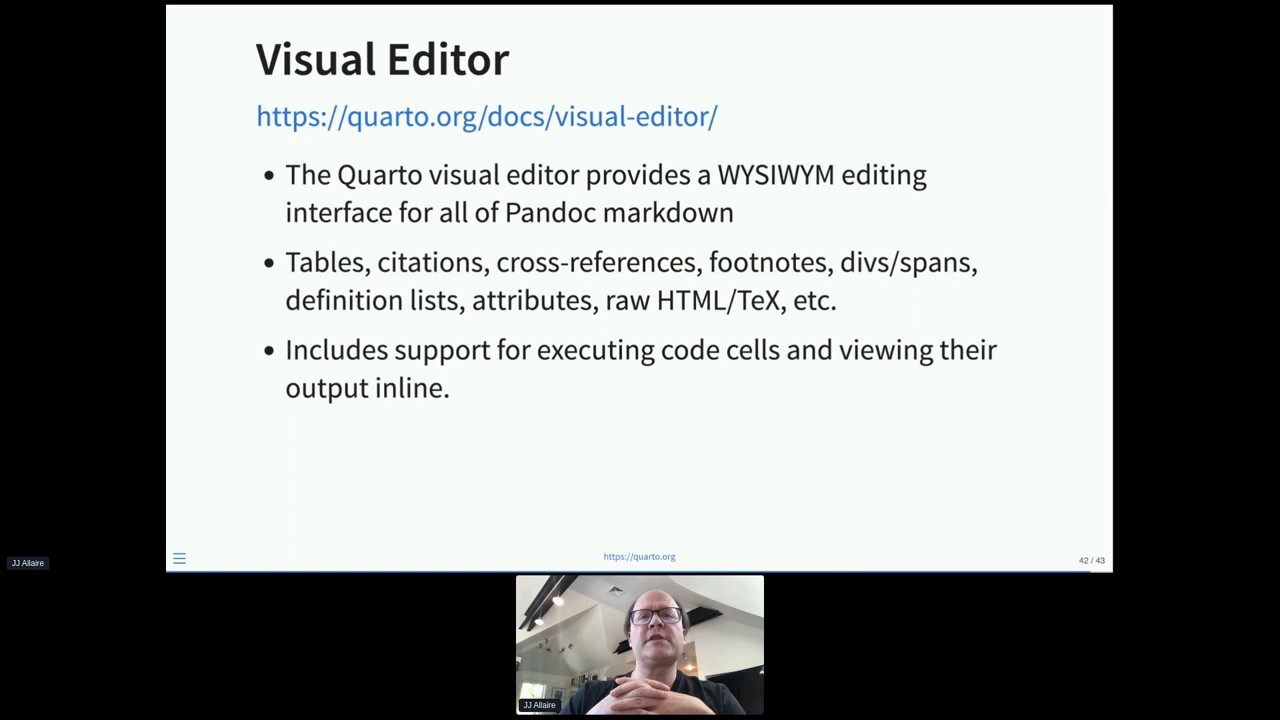 Visual Editor
https://quarto.org/docs/visual-editor/
• The Quarto visual editor provides a WYSIWYM editing
interface for all of Pandoc markdown
• Tables, citations, cross-references, footnotes, divs/spans,
definition lists, attributes, raw HTML/TeX, etc.
• Includes support for executing code cells and viewing their
output inline.
https://quarto.org
42 / 43
JJ Allaire
JJ Allaire